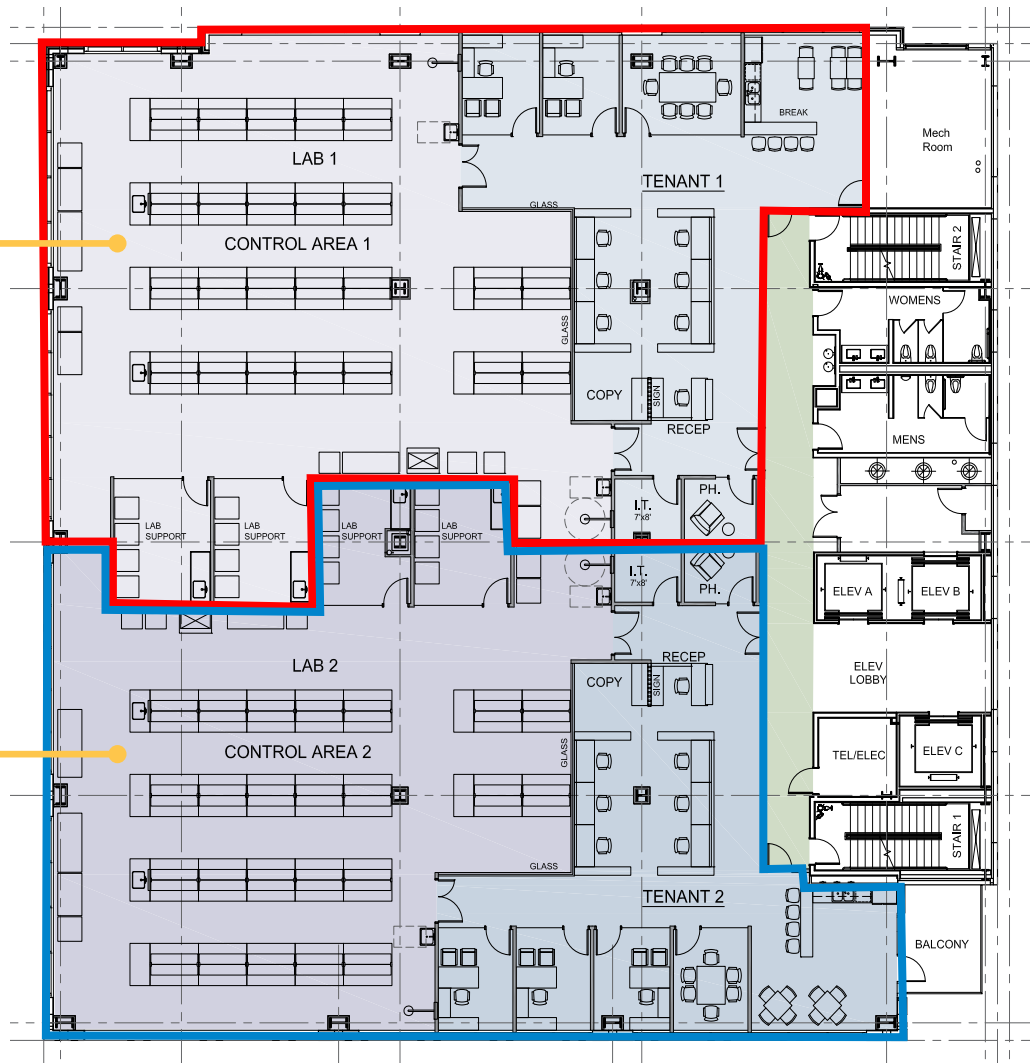 BREAK
Mech
Room
LAB 1
TENANT 1
GLASS
CONTROL AREA 1
STAIR 2
WOMENS
GLASS
COPY
SIGN
RECEP
MENS
LAB
SUPPORT
LAB
SUPPORT
LAB
SUPPORT
LAB
SUPPORT
I.T.
7'x8'
PH.
I.T.
7'x8'
PH.
ELEV A
ELEV B
LAB 2
RECEP
COPY
SIGN
ELEV
LOBBY
CONTROL AREA 2
GLASS
TEL/ELEC
ELEV C
STAIR 1
GLASS
TENANT 2
BALCONY